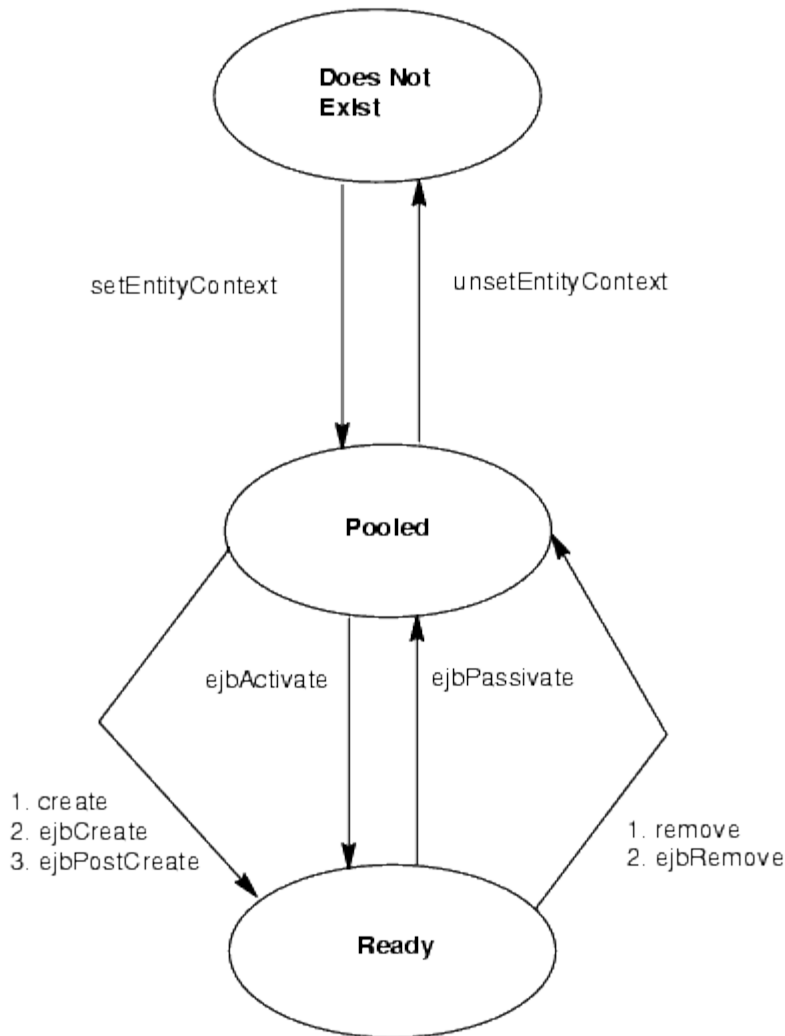 Does Not
Exist
setEntityContext
unsetEntityContext
Pooled
ejbActivate
ejbPassivate
1. create
2. ejbCreate
3. ejbPostCreate
1. remove
2. ejbRemove
Ready